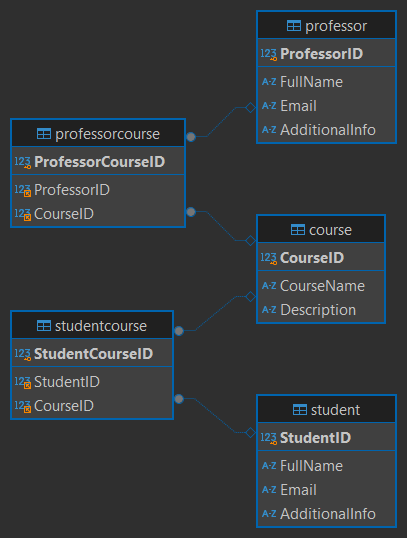 professor
123 ProfessorID
A-Z FullName
A-Z Email
A-Z AdditionalInfo
professorcourse
123 ProfessorCourseID
123 ProfessorID
123 CourseID
course
123 CourseID
A-Z CourseName
A-Z Description
studentcourse
123 StudentCourseID
123 StudentID
123 CourseID
student
123 StudentID
A-Z FullName
A-Z Email
A-Z AdditionalInfo